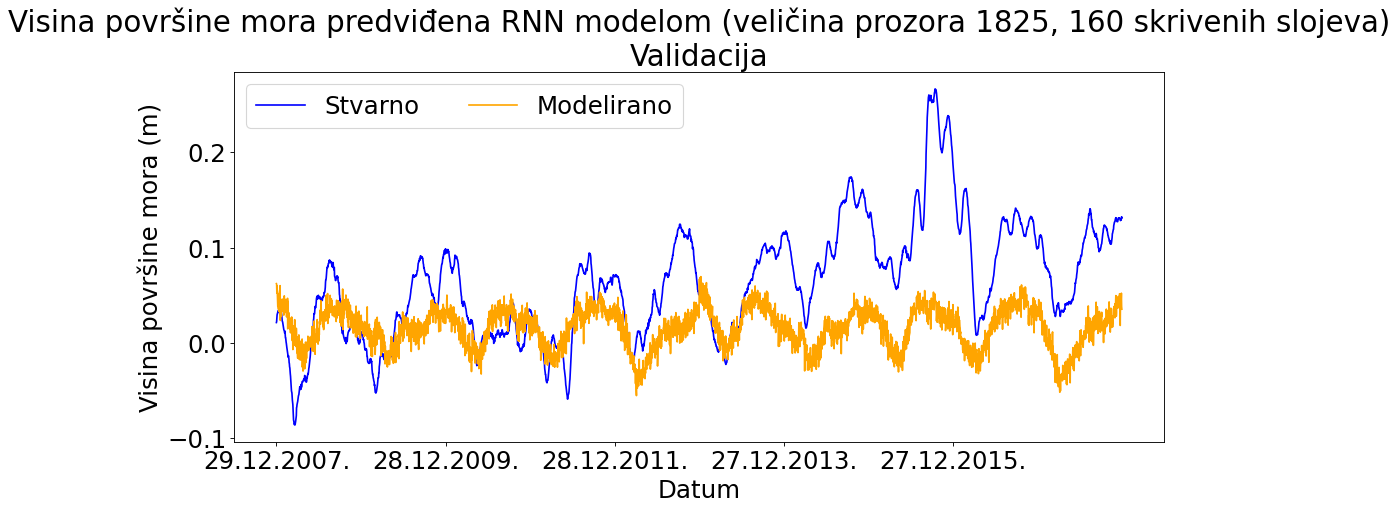 Visina površine mora predviđena RNN modelom (veličina prozora 1825, 160 skrivenih slojeva)
Validacija
Stvarno
Modelirano
Visina površine mora (m)
0.2
0.1
0.0
−0.1
29.12.2007.
28.12.2009.
28.12.2011.
27.12.2013.
27.12.2015.
Datum